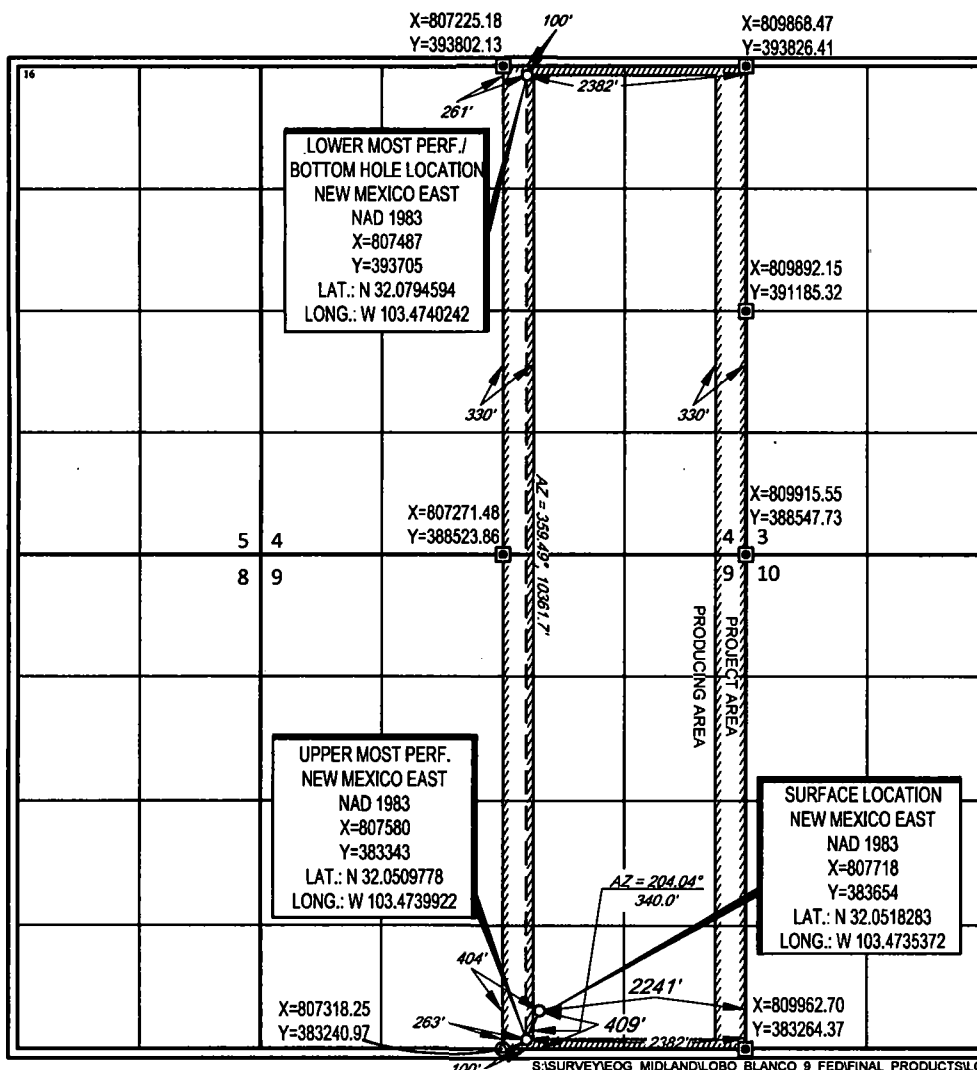 X=807225.18
Y=393802.13
100'
X=809868.47
Y=393826.41
16
2382'
261'
LOWER MOST PERF./
BOTTOM HOLE LOCATION
NEW MEXICO EAST
NAD 1983
X=807487
Y=393705
LAT.: N 32.0794594
LONG.: W 103.4740242
X=809892.15
Y=391185.32
330'
330'
AZ = 359.49° 10361.7'
X=807271.48
Y=388523.86
X=809915.55
Y=388547.73
5 4
8 9
4 3
9 10
PRODUCING AREA
PROJECT AREA
UPPER MOST PERF.
NEW MEXICO EAST
NAD 1983
X=807580
Y=383343
LAT.: N 32.0509778
LONG.: W 103.4739922
SURFACE LOCATION
NEW MEXICO EAST
NAD 1983
X=807718
Y=383654
LAT.: N 32.0518283
LONG.: W 103.4735372
AZ = 204.04°
340.0'
404'
2241'
X=807318.25
Y=383240.97
263'
409'
2382'
X=809962.70
Y=383264.37
100'
S:\SURVEY\EOG_MIDLAND\LOBO_BLANCO_9_FED\FINAL_PRODUCTS\L